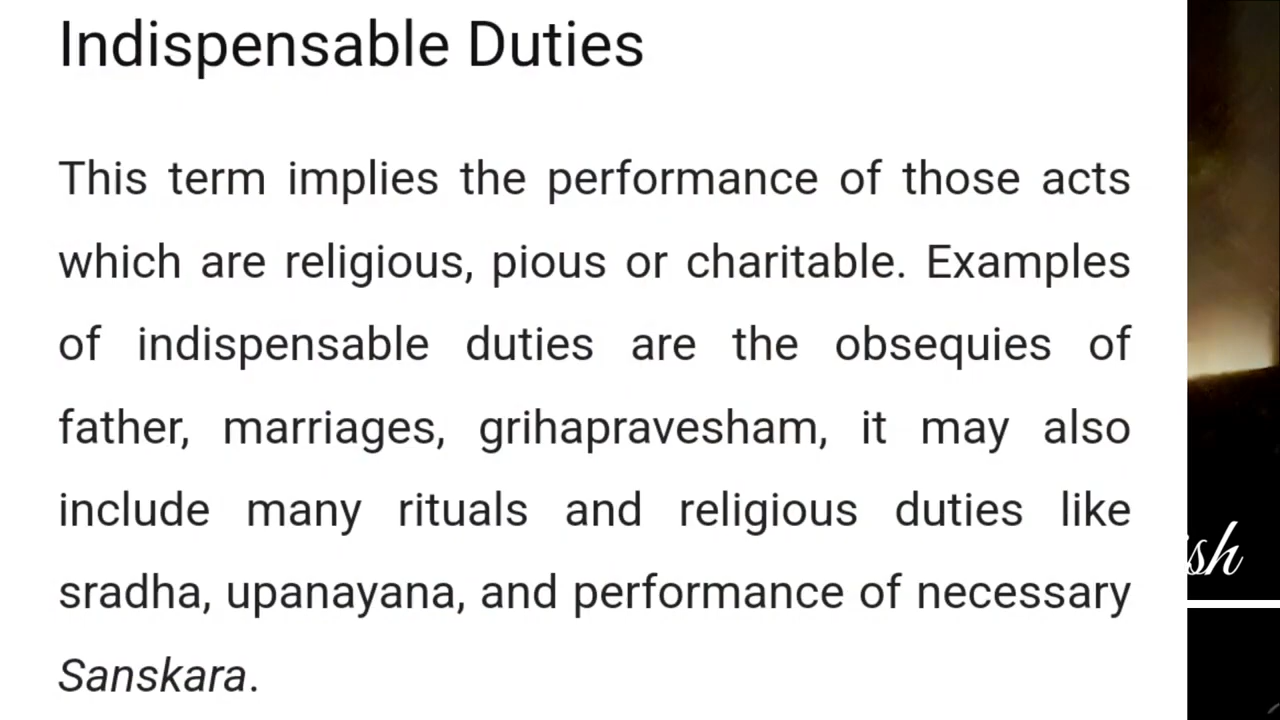 Indispensable Duties
This term implies the performance of those acts
which are religious, pious or charitable. Examples
of indispensable duties are the obsequies of
father, marriages, grihapravesham, it may also
include many rituals and religious duties like
sradha, upanayana, and performance of necessary
Sanskara.